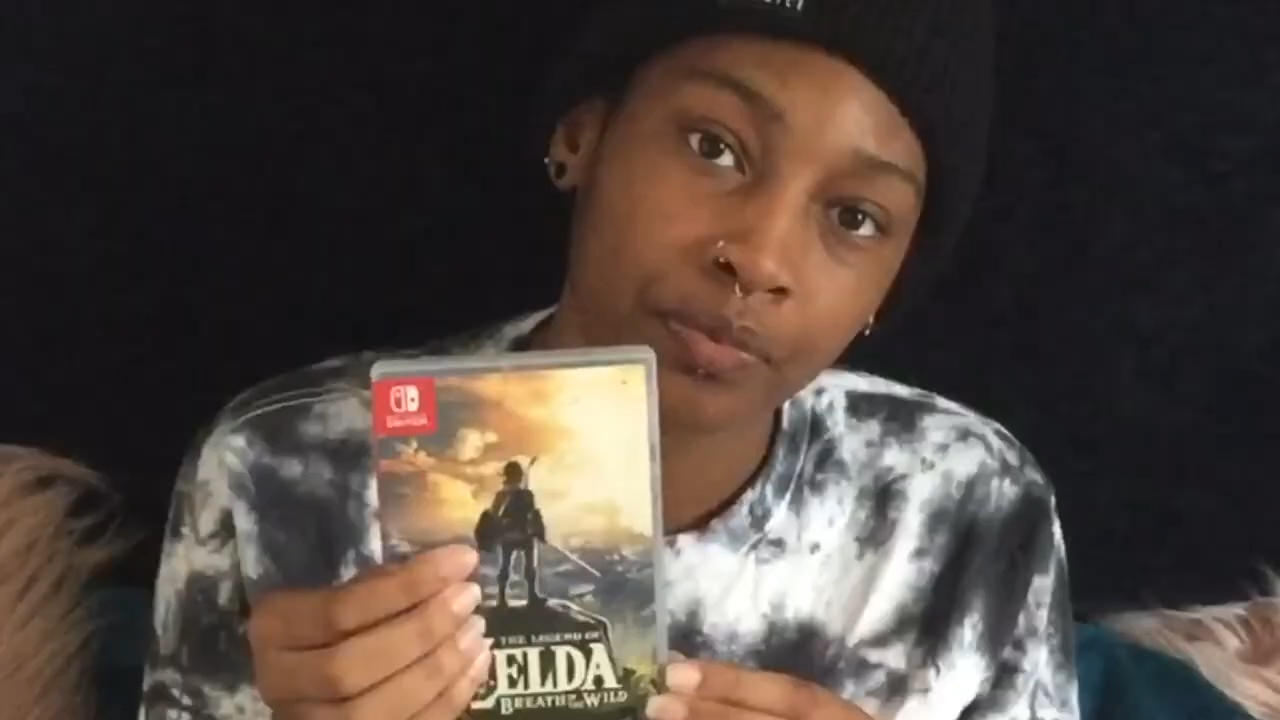 THE LEGEND OF
ZELDA
BREATH OF THE WILD